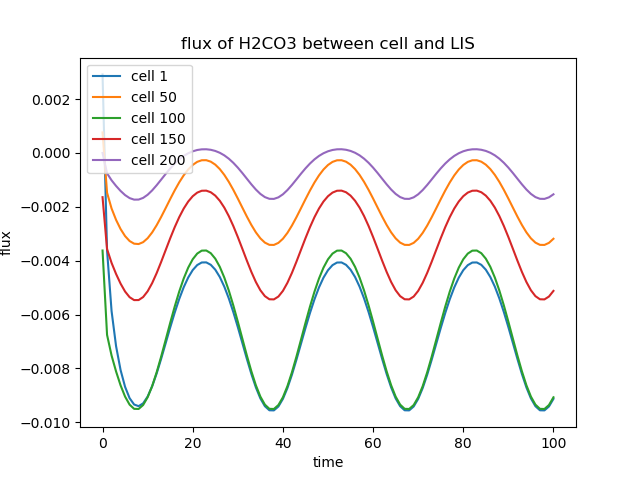 flux of H2CO3 between cell and LIS
cell 1
cell 50
cell 100
cell 150
cell 200
flux
0.002
0.000
−0.002
−0.004
−0.006
−0.008
−0.010
0
20
40
60
80
100
time